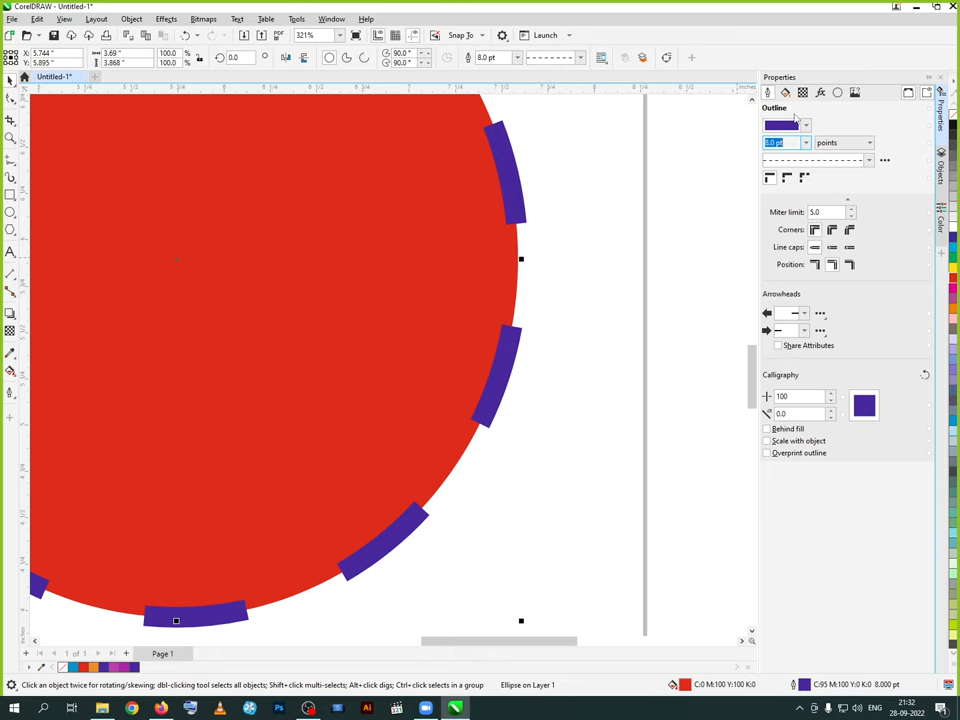 CorelDRAW - Untitled-1*
File Edit View Layout Object Effects Bitmaps Text Table Tools Window Help
PDF 321% Snap To Launch
X: 5.744 " 3.69 " 100.0 % 0.0 ° 90.0 ° 8.0 pt
Y: 5.895 " 3.868 " 100.0 % 90.0 °
Untitled-1*
inches
Properties
Outline
8.0 pt points
Miter limit: 5.0
Corners:
Line caps:
Position:
Arrowheads
Share Attributes
Calligraphy
100
0.0
Behind fill
Scale with object
Overprint outline
Properties
Objects
Color
inches
1 of 1 Page 1
Click an object twice for rotating/skewing; dbl-clicking tool selects all objects; Shift+click multi-selects; Alt+click digs; Ctrl+click selects in a group Ellipse on Layer 1 C:0 M:100 Y:100 K:0 C:95 M:100 Y:0 K:0 8.000 pt
ENG 21:32
28-09-2022